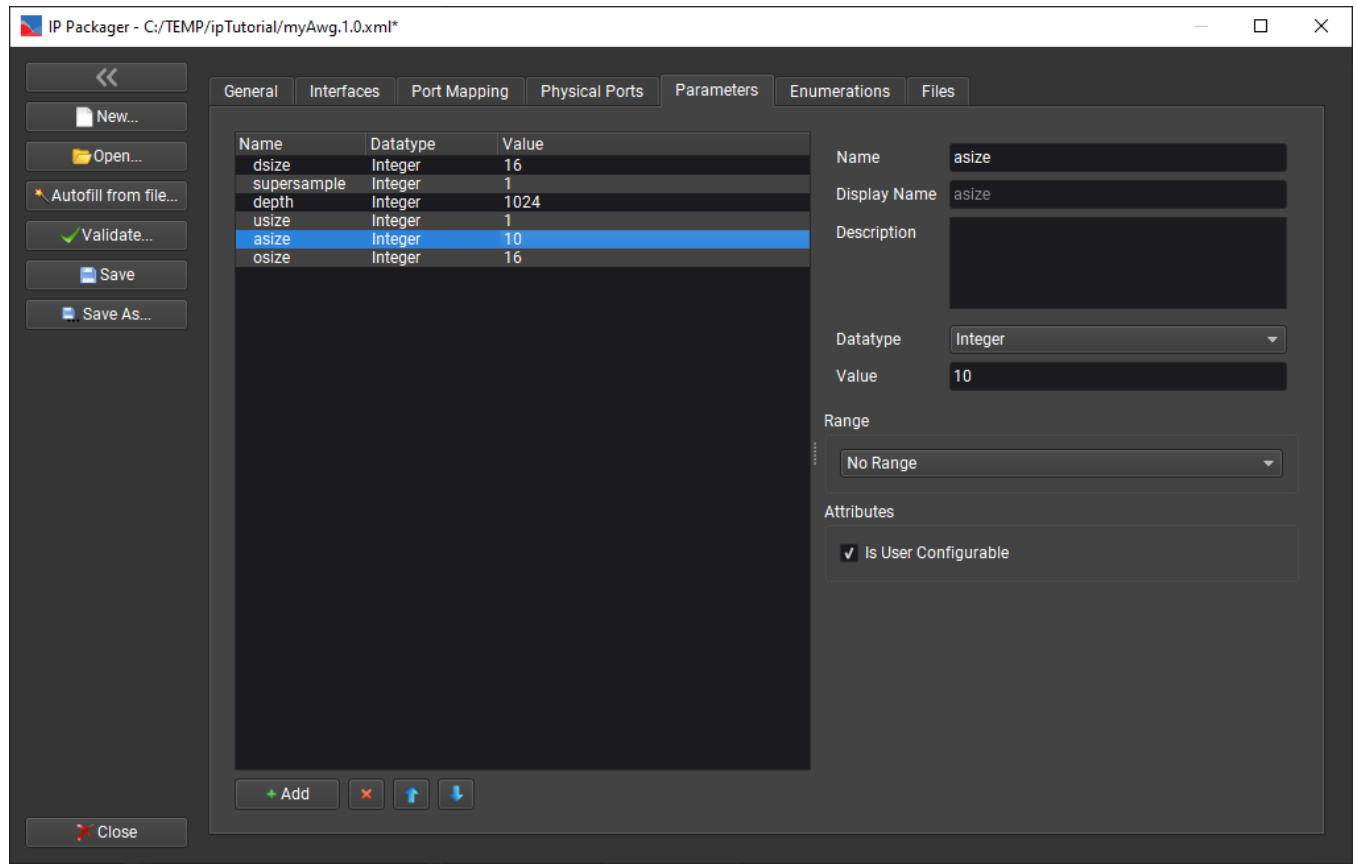 IP Packager - C:/TEMP/ipTutorial/myAwg.1.0.xml*
New...
Open...
Autofill from file...
Validate...
Save
Save As...
Close
General Interfaces Port Mapping Physical Ports Parameters Enumerations Files
Name Datatype Value
dsize Integer 16
supersample Integer 1
depth Integer 1024
usize Integer 1
asize Integer 10
osize Integer 16
+ Add
Name asize
Display Name asize
Description
Datatype Integer
Value 10
Range
No Range
Attributes
Is User Configurable